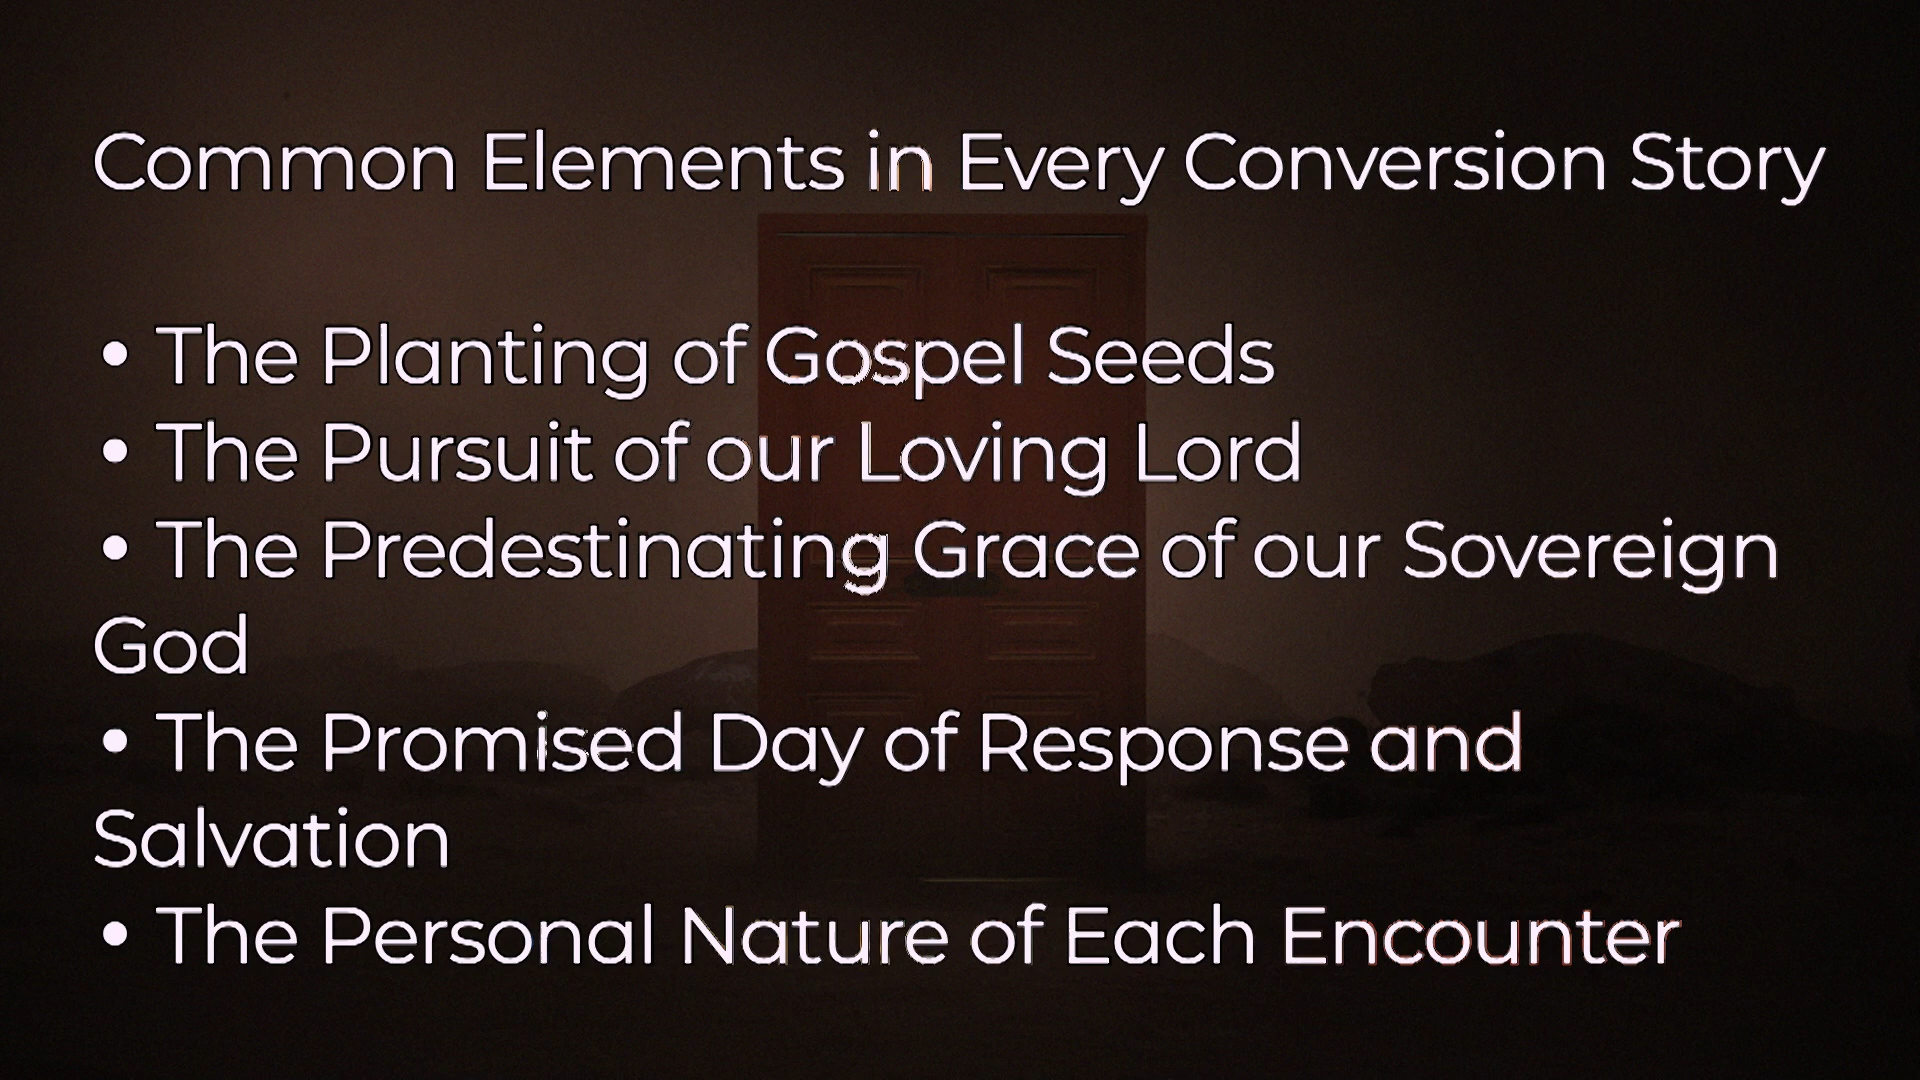 Common Elements in Every Conversion Story
• The Planting of Gospel Seeds
• The Pursuit of our Loving Lord
• The Predestinating Grace of our Sovereign
God
• The Promised Day of Response and
Salvation
• The Personal Nature of Each Encounter